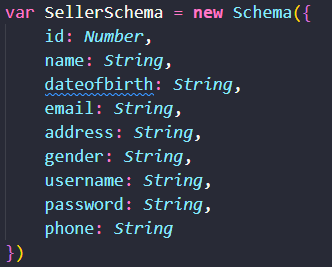 var SellerSchema = new Schema({
id: Number,
name: String,
dateofbirth: String,
email: String,
address: String,
gender: String,
username: String,
password: String,
phone: String
})